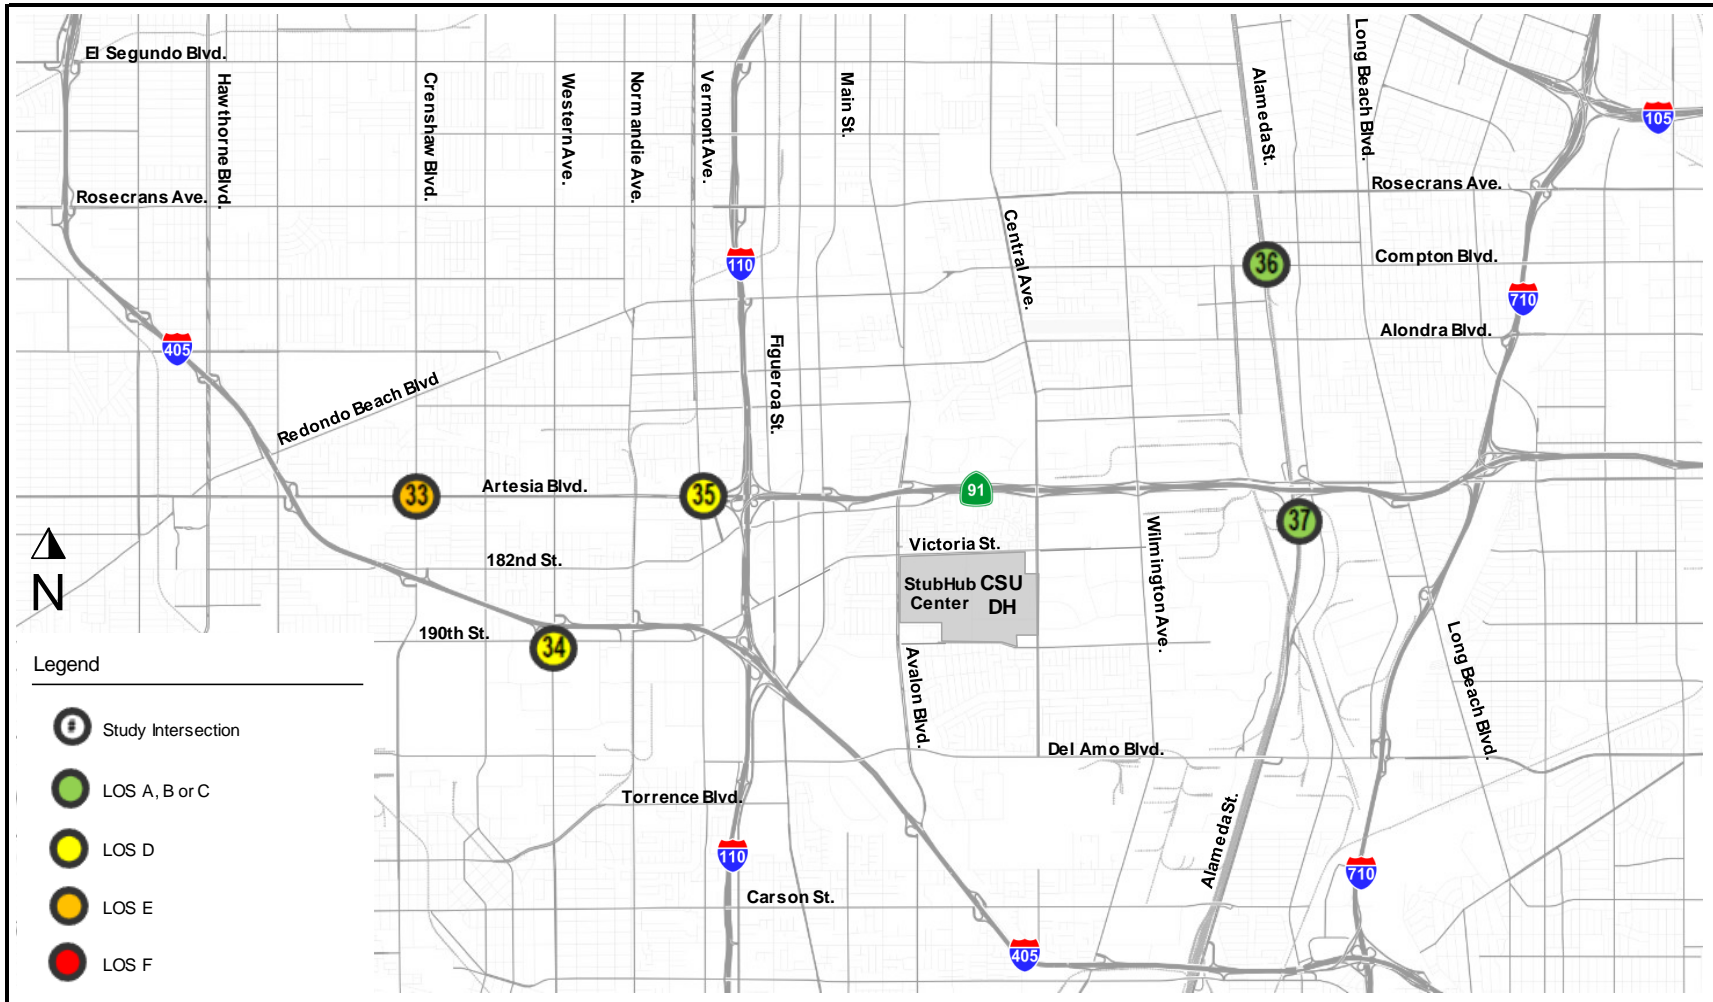 El Segundo Blvd.
Hawthorne Blvd.
Crenshaw Blvd.
Western Ave.
Normandie Ave.
Vermont Ave.
Main St.
Alameda St.
Long Beach Blvd.
105
Rosecrans Ave.
Rosecrans Ave.
Central Ave.
110
36
Compton Blvd.
710
Alondra Blvd.
405
Figueroa St.
Redondo Beach Blvd
33
Artesia Blvd.
35
91
37
Victoria St.
Wilmington Ave.
182nd St.
StubHub
Center
CSU
DH
N
190th St.
34
Avalon Blvd.
Long Beach Blvd.
Legend
#
Study Intersection
LOS A, B or C
LOS D
LOS E
LOS F
Del Amo Blvd.
Torrence Blvd.
Alameda St.
110
710
Carson St.
405